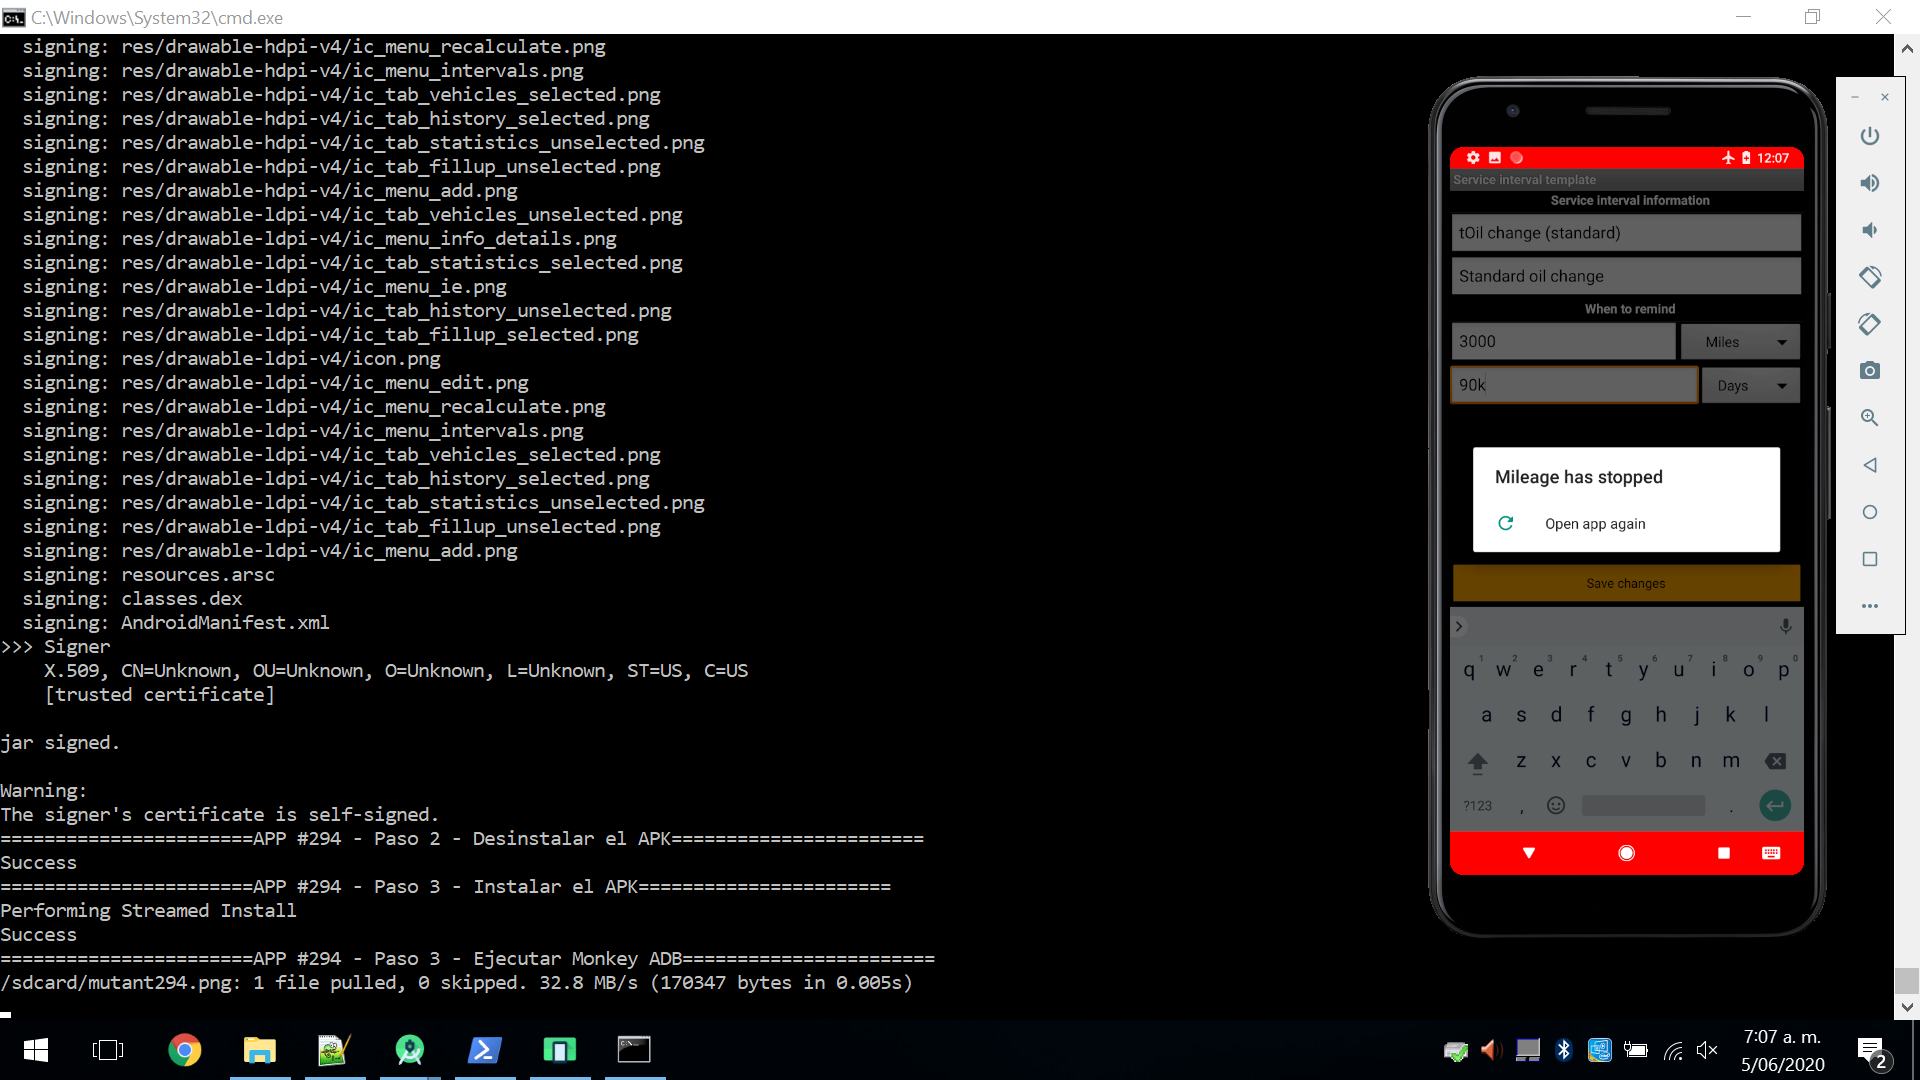 C:\Windows\System32\cmd.exe
signing: res/drawable-hdpi-v4/ic_menu_recalculate.png
signing: res/drawable-hdpi-v4/ic_menu_intervals.png
signing: res/drawable-hdpi-v4/ic_tab_vehicles_selected.png
signing: res/drawable-hdpi-v4/ic_tab_history_selected.png
signing: res/drawable-hdpi-v4/ic_tab_statistics_unselected.png
signing: res/drawable-hdpi-v4/ic_tab_fillup_unselected.png
signing: res/drawable-hdpi-v4/ic_menu_add.png
signing: res/drawable-ldpi-v4/ic_tab_vehicles_unselected.png
signing: res/drawable-ldpi-v4/ic_menu_info_details.png
signing: res/drawable-ldpi-v4/ic_tab_statistics_selected.png
signing: res/drawable-ldpi-v4/ic_menu_ie.png
signing: res/drawable-ldpi-v4/ic_tab_history_unselected.png
signing: res/drawable-ldpi-v4/ic_tab_fillup_selected.png
signing: res/drawable-ldpi-v4/icon.png
signing: res/drawable-ldpi-v4/ic_menu_edit.png
signing: res/drawable-ldpi-v4/ic_menu_recalculate.png
signing: res/drawable-ldpi-v4/ic_menu_intervals.png
signing: res/drawable-ldpi-v4/ic_tab_vehicles_selected.png
signing: res/drawable-ldpi-v4/ic_tab_history_selected.png
signing: res/drawable-ldpi-v4/ic_tab_statistics_unselected.png
signing: res/drawable-ldpi-v4/ic_tab_fillup_unselected.png
signing: res/drawable-ldpi-v4/ic_menu_add.png
signing: resources.arsc
signing: classes.dex
signing: AndroidManifest.xml
>>> Signer
X.509, CN=Unknown, OU=Unknown, O=Unknown, L=Unknown, ST=US, C=US
[trusted certificate]
jar signed.
Warning:
The signer's certificate is self-signed.
=======================APP #294 - Paso 2 - Desinstalar el APK=======================
Success
=======================APP #294 - Paso 3 - Instalar el APK=======================
Performing Streamed Install
Success
=======================APP #294 - Paso 3 - Ejecutar Monkey ADB=======================
/sdcard/mutant294.png: 1 file pulled, 0 skipped. 32.8 MB/s (170347 bytes in 0.005s)
12:07
Service interval template
Service interval information
tOil change (standard)
Standard oil change
When to remind
3000 Miles
90k Days
Mileage has stopped
Open app again
Save changes
q1 w2 e3 r4 t5 y6 u7 i8 o9 p0
a s d f g h j k l
z x c v b n m
?123 , .
7:07 a. m.
5/06/2020
2